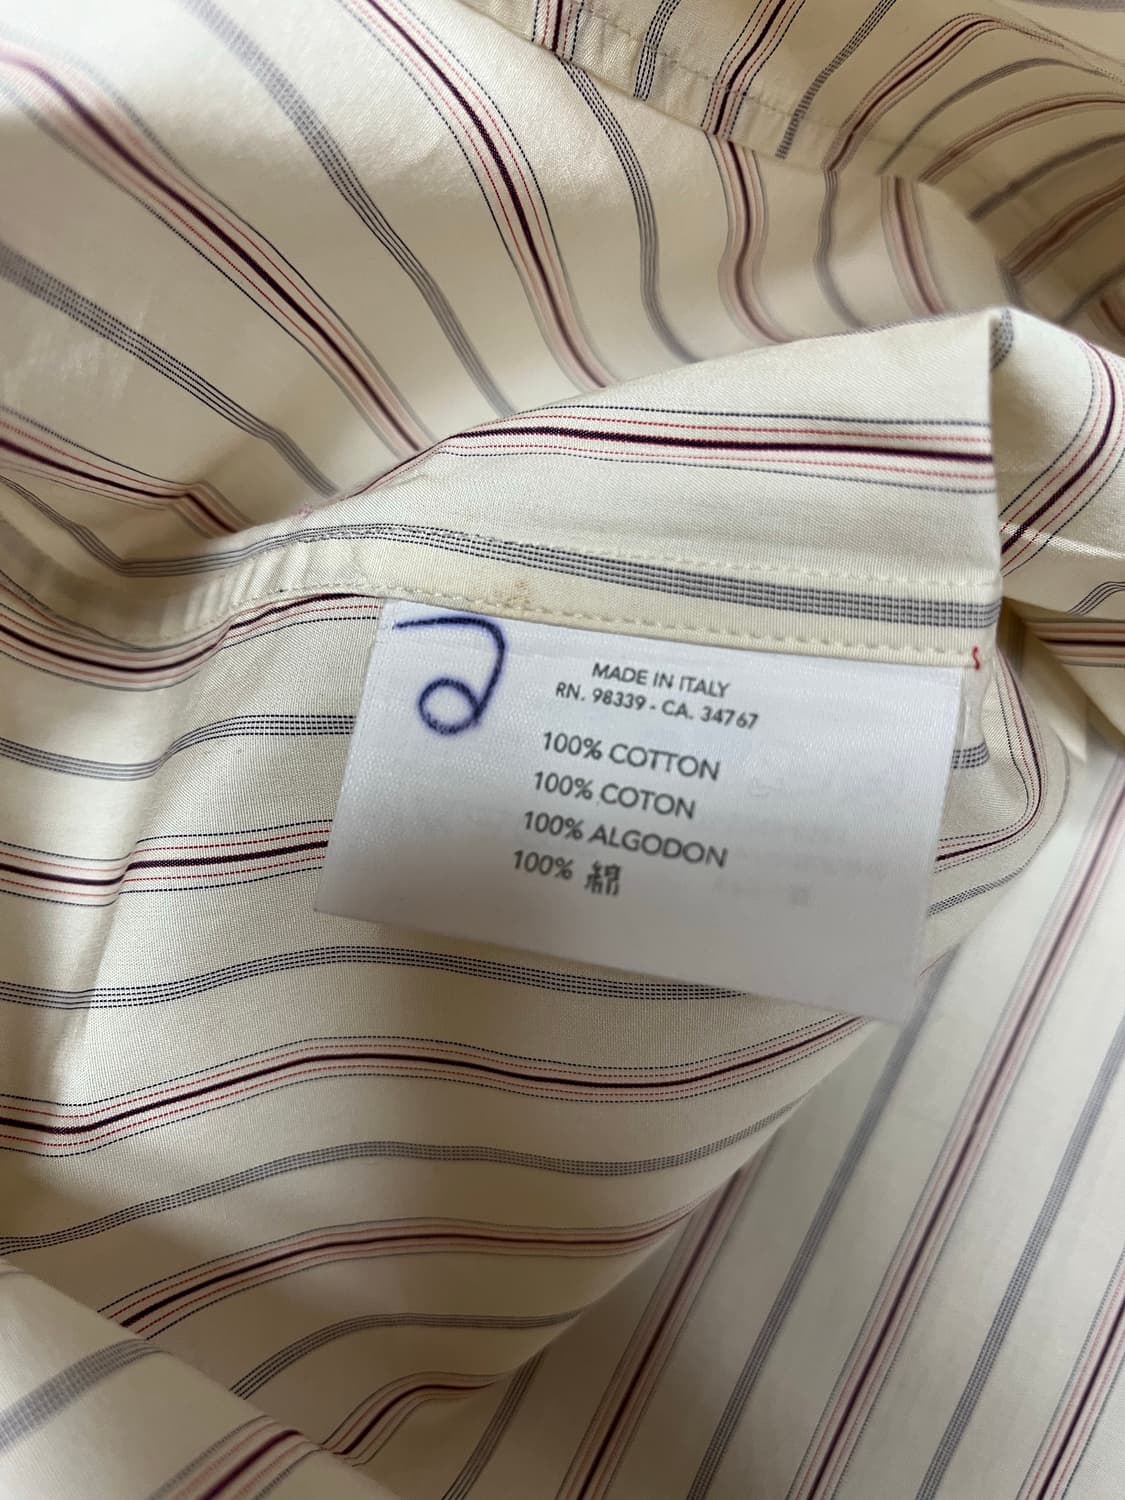 MADE IN ITALY
RN. 98339 - CA. 34767
100% COTTON
100% COTON
100% ALGODON
100% 綿